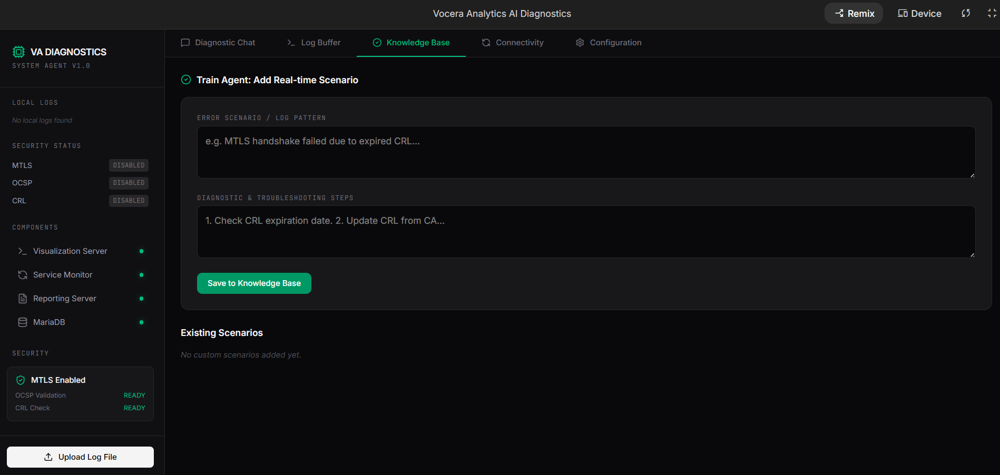 Vocera Analytics AI Diagnostics
Remix
Device
VA DIAGNOSTICS
SYSTEM AGENT V1.0
LOCAL LOGS
No local logs found
SECURITY STATUS
MTLS DISABLED
OCSP DISABLED
CRL DISABLED
COMPONENTS
Visualization Server
Service Monitor
Reporting Server
MariaDB
SECURITY
MTLS Enabled
OCSP Validation READY
CRL Check READY
Upload Log File
Diagnostic Chat
Log Buffer
Knowledge Base
Connectivity
Configuration
Train Agent: Add Real-time Scenario
ERROR SCENARIO / LOG PATTERN
e.g. MTLS handshake failed due to expired CRL...
DIAGNOSTIC & TROUBLESHOOTING STEPS
1. Check CRL expiration date. 2. Update CRL from CA...
Save to Knowledge Base
Existing Scenarios
No custom scenarios added yet.